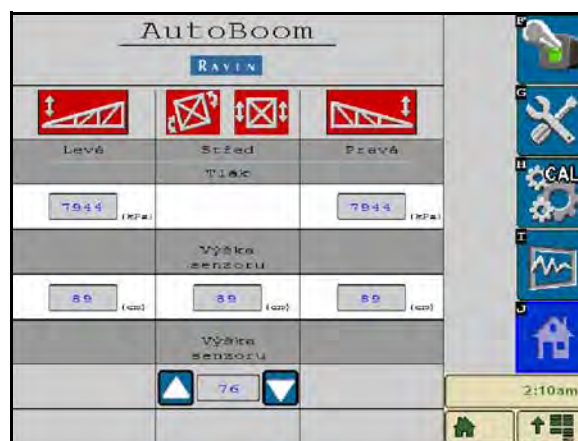 AutoBoom
RAVEN
Levá Střed Pravá
Tlak
7944 (kPa) 7944 (kPa)
Výška
senzoru
89 (cm) 89 (cm) 89 (cm)
Výška
senzoru
76
F
G
H
CAL
I
J
2:10am